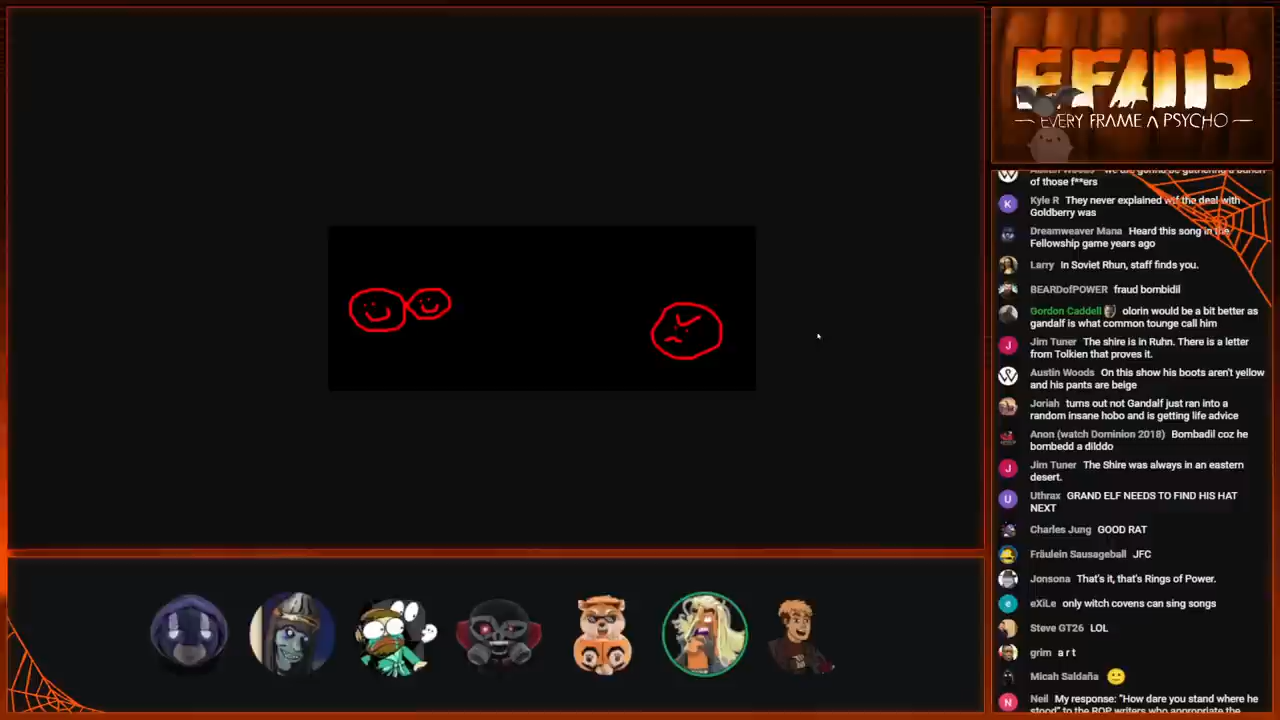 EFAP
EVERY FRAME A PSYCHO
of those f**ers
Kyle R They never explained wtf the deal with
Goldberry was
Dreamweaver Mana Heard this song in the
Fellowship game years ago
Larry In Soviet Rhun, staff finds you.
BEARDofPOWER fraud bombidil
Gordon Caddell olorin would be a bit better as
gandalf is what common tounge call him
Jim Tuner The shire is in Ruhn. There is a letter
from Tolkien that proves it.
Austin Woods On this show his boots aren't yellow
and his pants are beige
Joriah turns out not Gandalf just ran into a
random insane hobo and is getting life advice
Anon (watch Dominion 2018) Bombadil coz he
bombedd a dilddo
Jim Tuner The Shire was always in an eastern
desert.
Uthrax GRAND ELF NEEDS TO FIND HIS HAT
NEXT
Charles Jung GOOD RAT
Fräulein Sausageball JFC
Jonsona That's it, that's Rings of Power.
eXiLe only witch covens can sing songs
Steve GT26 LOL
grim a r t
Micah Saldaña
Neil My response: "How dare you stand where he
stood" to the ROP writers who appropriate the